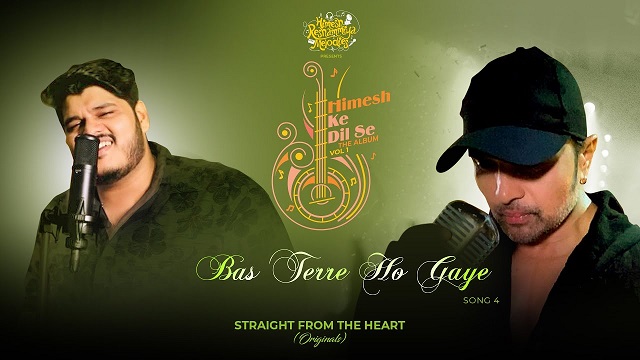 Himesh
Reshammiya
Melodies
PRESENTS
Himesh
Ke
Dil Se
THE ALBUM
VOL 1
Bas Terre Ho Gaye
SONG 4
STRAIGHT FROM THE HEART
(Originals)